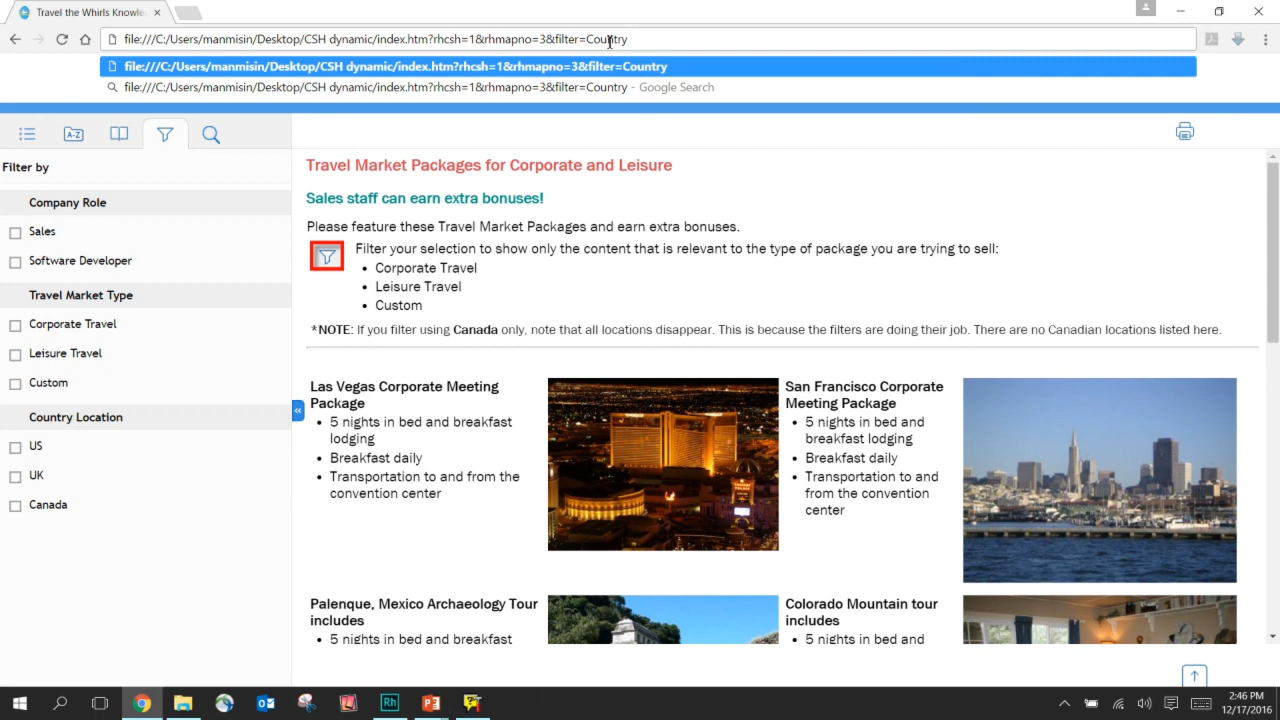 Travel the Whirls Knowle
file:///C:/Users/manmisin/Desktop/CSH dynamic/index.htm?rhcsh=1&rhmapno=3&filter=Country
file:///C:/Users/manmisin/Desktop/CSH dynamic/index.htm?rhcsh=1&rhmapno=3&filter=Country
file:///C:/Users/manmisin/Desktop/CSH dynamic/index.htm?rhcsh=1&rhmapno=3&filter=Country - Google Search
A-Z
Filter by
Company Role
Sales
Software Developer
Travel Market Type
Corporate Travel
Leisure Travel
Custom
Country Location
US
UK
Canada
Travel Market Packages for Corporate and Leisure
Sales staff can earn extra bonuses!
Please feature these Travel Market Packages and earn extra bonuses.
Filter your selection to show only the content that is relevant to the type of package you are trying to sell:
• Corporate Travel
• Leisure Travel
• Custom
*NOTE: If you filter using Canada only, note that all locations disappear. This is because the filters are doing their job. There are no Canadian locations listed here.
Las Vegas Corporate Meeting
Package
• 5 nights in bed and breakfast
lodging
• Breakfast daily
• Transportation to and from the
convention center
San Francisco Corporate
Meeting Package
• 5 nights in bed and
breakfast lodging
• Breakfast daily
• Transportation to and
from the convention
center
Palenque, Mexico Archaeology Tour
includes
• 5 nights in bed and breakfast
Colorado Mountain tour
includes
• 5 nights in bed and
Rh
2:46 PM
12/17/2016